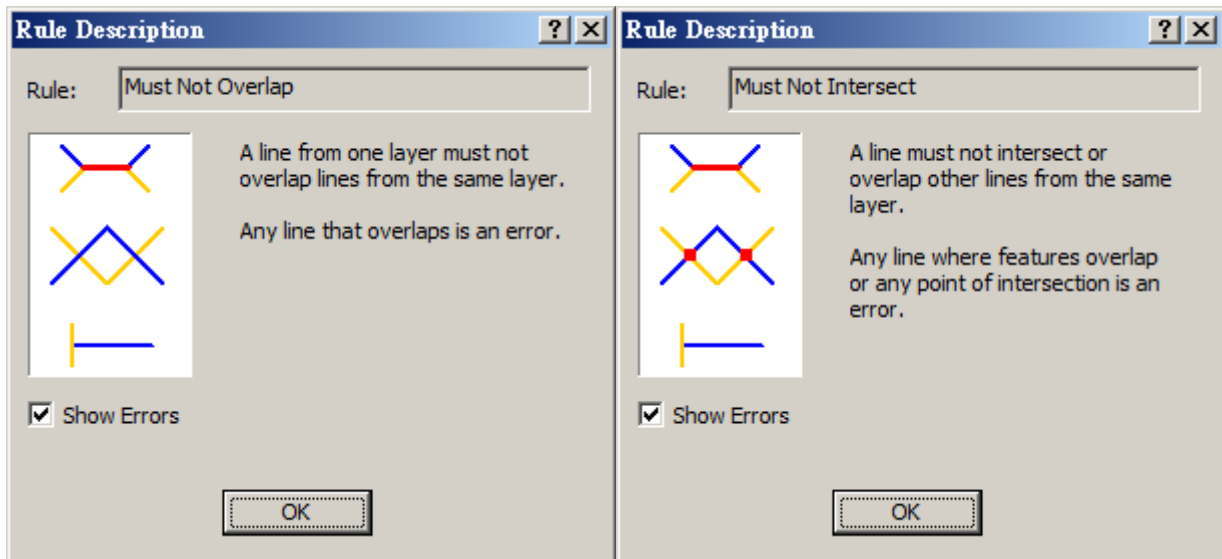 Rule Description
Rule: Must Not Overlap
A line from one layer must not
overlap lines from the same layer.
Any line that overlaps is an error.
Show Errors
OK
Rule Description
Rule: Must Not Intersect
A line must not intersect or
overlap other lines from the same
layer.
Any line where features overlap
or any point of intersection is an
error.
Show Errors
OK